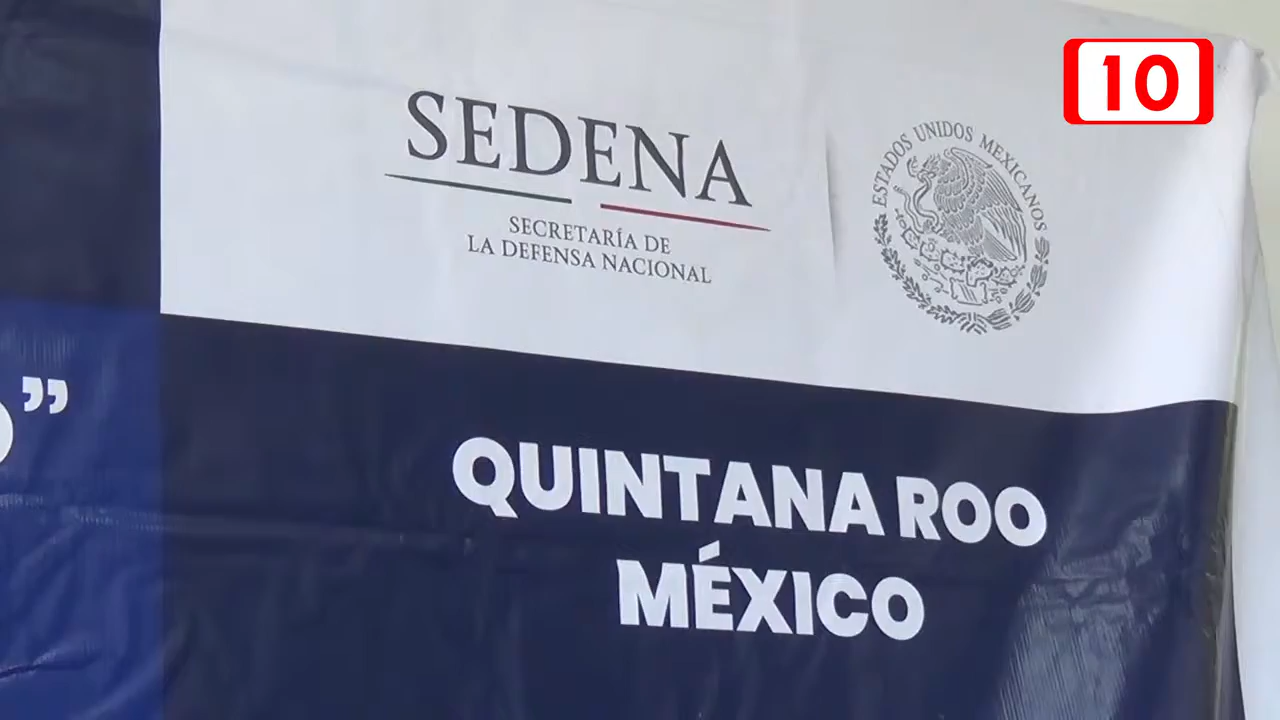 10
SEDENA
SECRETARÍA DE
LA DEFENSA NACIONAL
ESTADOS UNIDOS MEXICANOS
”
QUINTANA ROO
MÉXICO